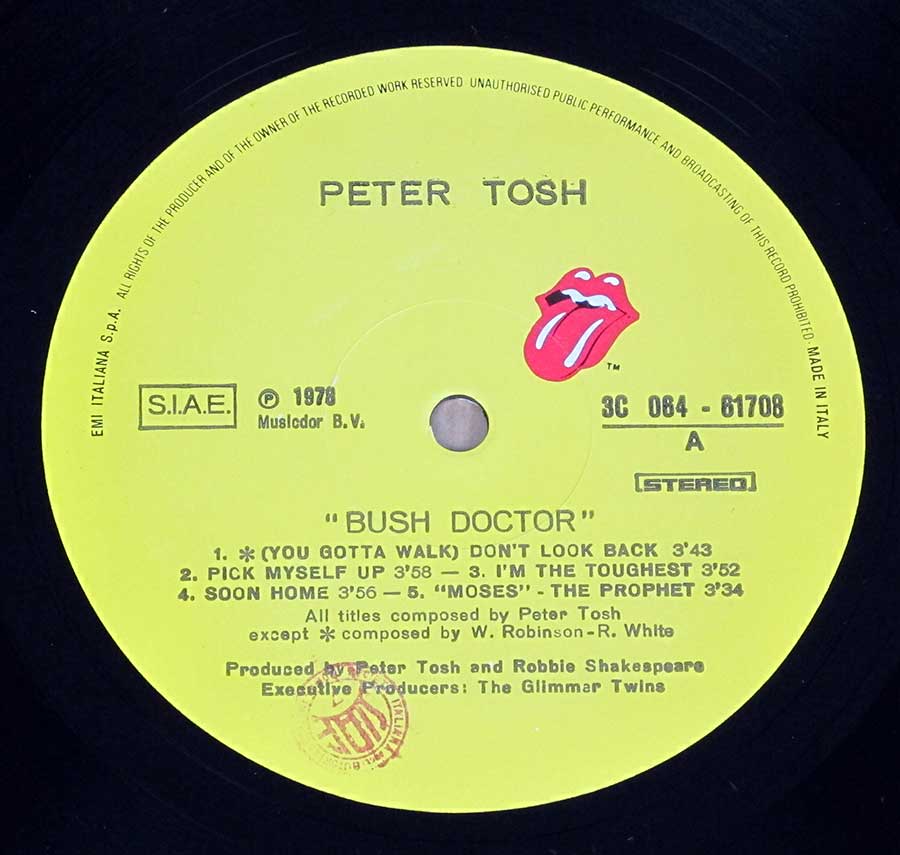 EMI ITALIANA S.p.A. ALL RIGHTS OF THE PRODUCER AND OF THE OWNER OF THE RECORDED WORK RESERVED UNAUTHORISED PUBLIC PERFORMANCE AND BROADCASTING OF THIS RECORD PROHIBITED · MADE IN ITALY
PETER TOSH
TM
S.I.A.E.
Ⓟ 1978
Musicdor B.V.
3C 064 - 61708
A
STEREO
"BUSH DOCTOR"
1. * (YOU GOTTA WALK) DON'T LOOK BACK 3'43
2. PICK MYSELF UP 3'58 — 3. I'M THE TOUGHEST 3'52
4. SOON HOME 3'56 — 5. "MOSES" - THE PROPHET 3'34
All titles composed by Peter Tosh
except * composed by W. Robinson-R. White
Produced by Peter Tosh and Robbie Shakespeare
Executive Producers: The Glimmar Twins
SIAE